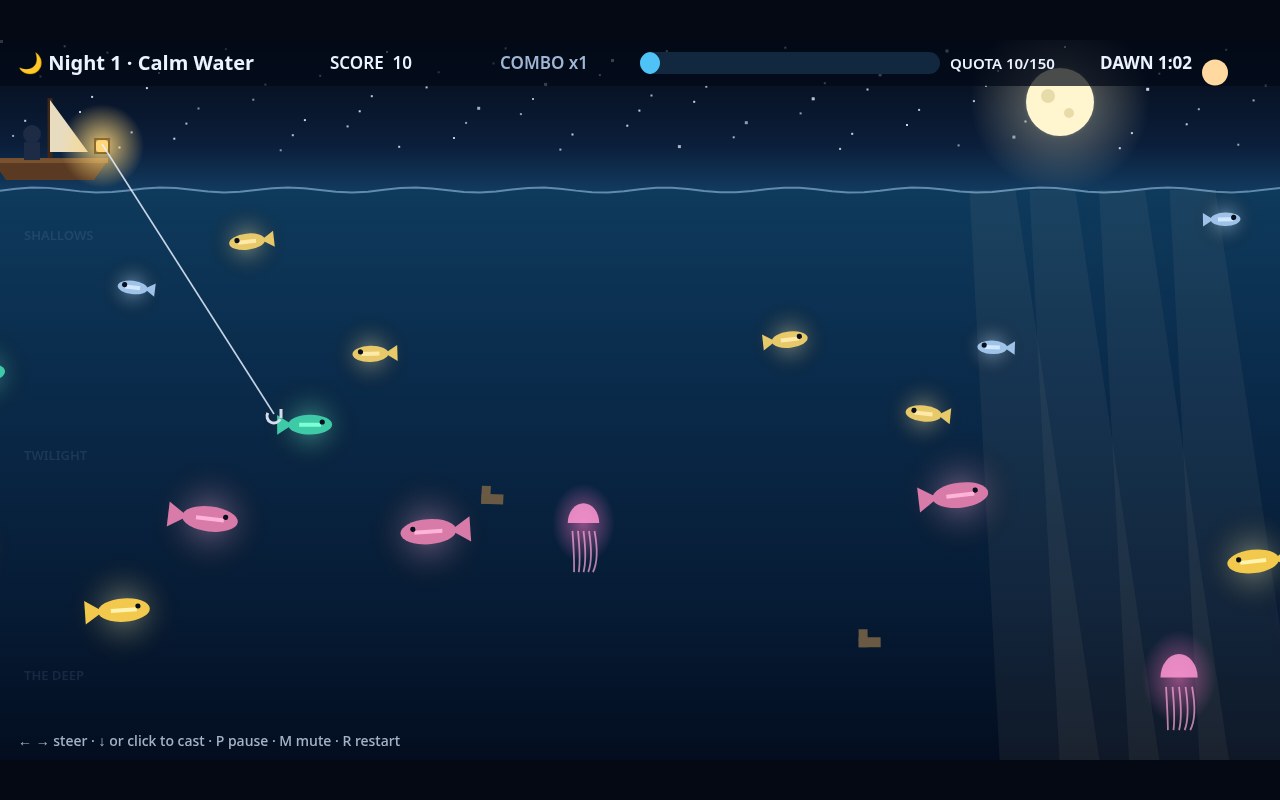 🌙 Night 1 · Calm Water
SCORE 10
COMBO x1
QUOTA 10/150
DAWN 1:02
SHALLOWS
TWILIGHT
THE DEEP
← → steer · ↓ or click to cast · P pause · M mute · R restart